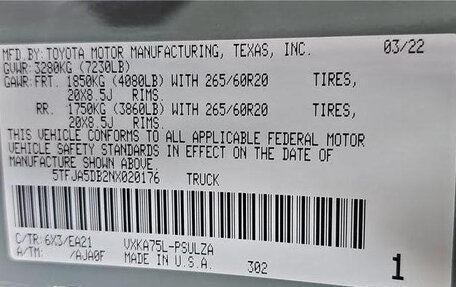 MFD.BY: TOYOTA MOTOR MANUFACTURING, TEXAS, INC. 03/22
GVWR: 3280KG (7230LB)
GAWR: FRT. 1850KG (4080LB) WITH 265/60R20 TIRES,
20X8.5J RIMS.
RR. 1750KG (3860LB) WITH 265/60R20 TIRES,
20X8.5J RIMS.
THIS VEHICLE CONFORMS TO ALL APPLICABLE FEDERAL MOTOR
VEHICLE SAFETY STANDARDS IN EFFECT ON THE DATE OF
MANUFACTURE SHOWN ABOVE.
5TFJA5DB2NX020176 TRUCK
C/TR: 6X3/EA21 VXKA75L-PSULZA
A/TM: /AJA0F MADE IN U.S.A. 302 1